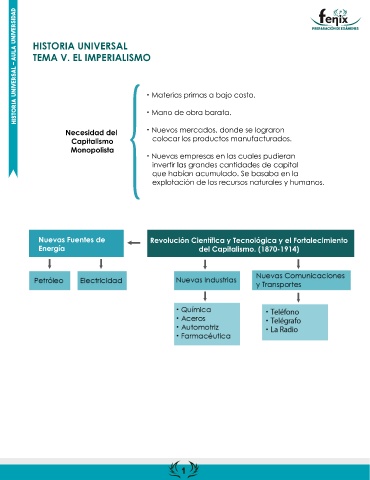 HISTORIA UNIVERSAL - AULA UNIVERSIDAD
fenix
PREPARACIÓN DE EXÁMENES
HISTORIA UNIVERSAL
TEMA V. EL IMPERIALISMO
Necesidad del
Capitalismo
Monopolista
• Materias primas a bajo costo.
• Mano de obra barata.
• Nuevos mercados, donde se lograron
colocar los productos manufacturados.
• Nuevas empresas en las cuales pudieran
invertir las grandes cantidades de capital
que habían acumulado. Se basaba en la
explotación de los recursos naturales y humanos.
Nuevas Fuentes de
Energía
Revolución Científica y Tecnológica y el Fortalecimiento
del Capitalismo. (1870-1914)
Petróleo
Electricidad
Nuevas Industrias
Nuevas Comunicaciones
y Transportes
• Química
• Aceros
• Automotriz
• Farmacéutica
• Teléfono
• Telégrafo
• La Radio
1